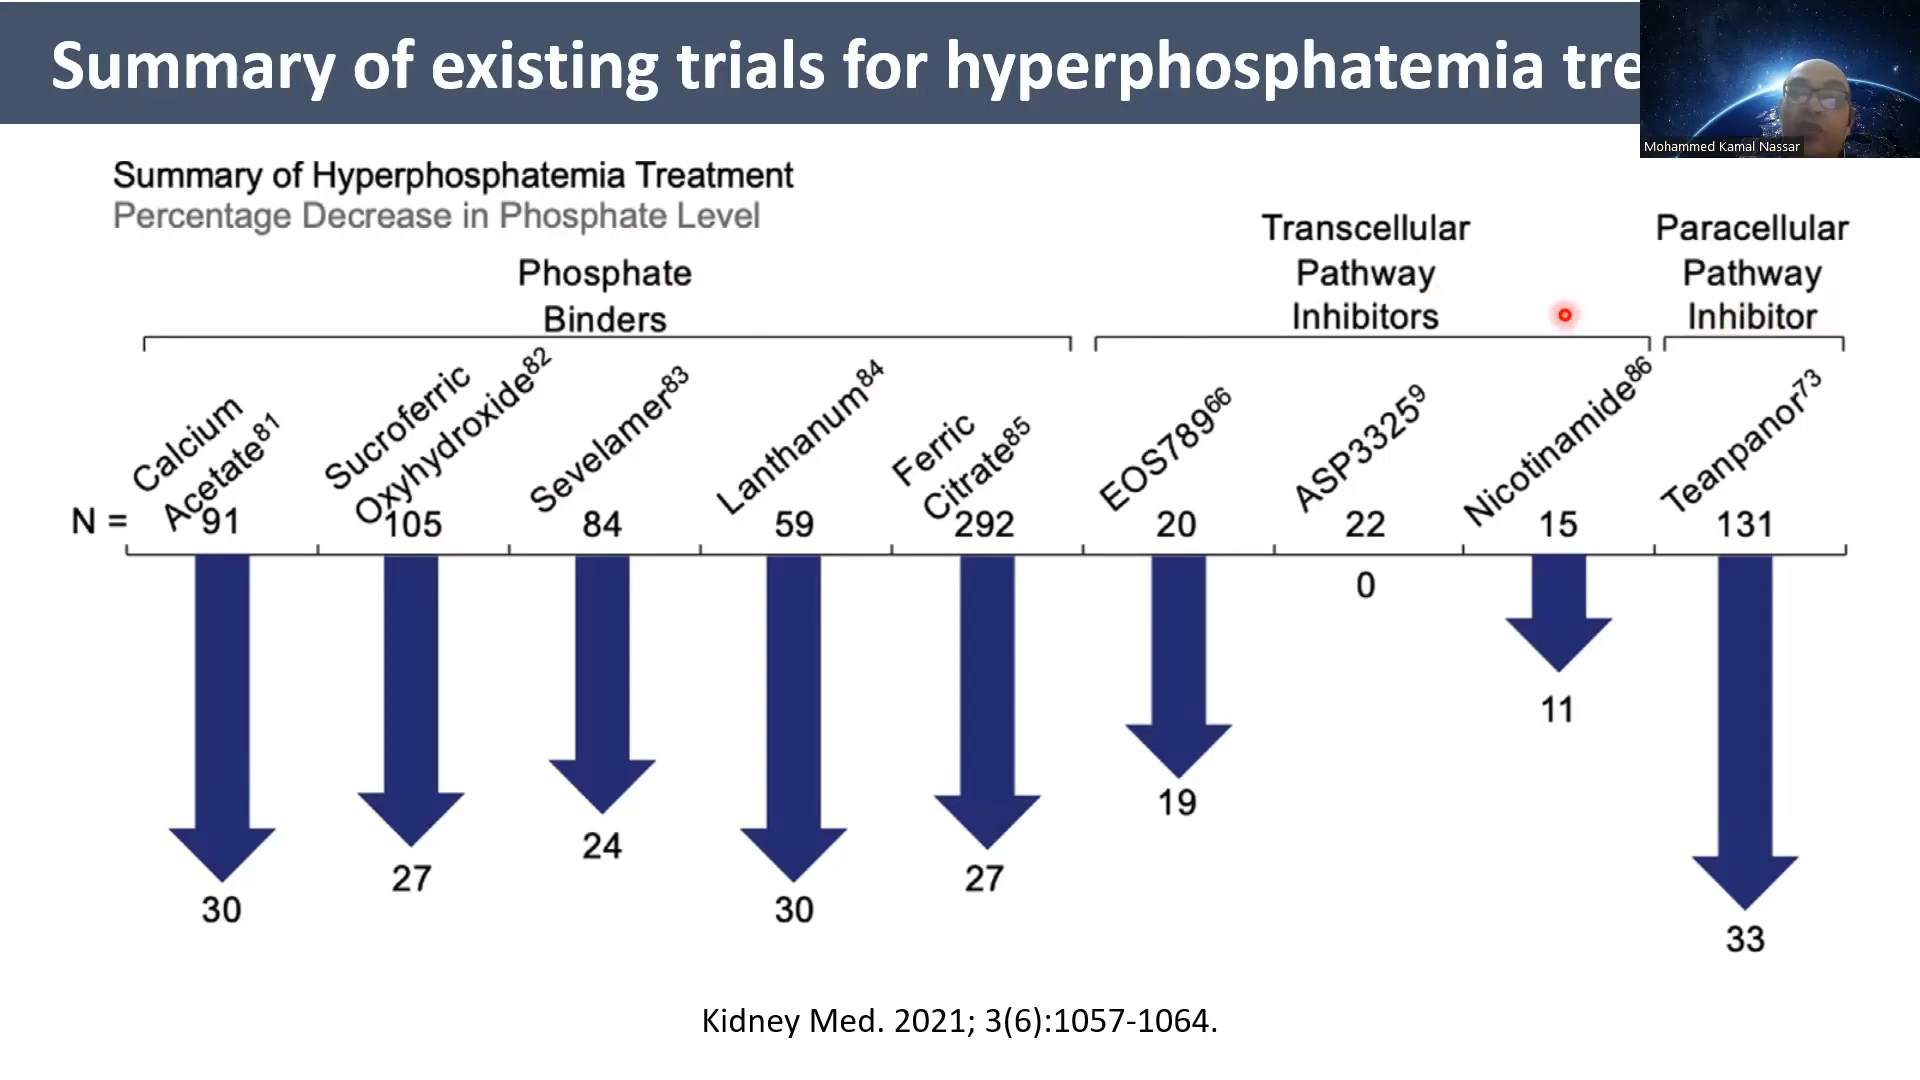 Summary of existing trials for hyperphosphatemia tre
Mohammed Kamal Nassar
Summary of Hyperphosphatemia Treatment
Percentage Decrease in Phosphate Level
Phosphate
Binders
Transcellular
Pathway
Inhibitors
Paracellular
Pathway
Inhibitor
Calcium
Acetate81
Sucroferric
Oxyhydroxide82
Sevelamer83
Lanthanum84
Ferric
Citrate85
EOS78966
ASP33259
Nicotinamide86
Teanpanor73
N = 91 105 84 59 292 20 22 15 131
30 27 24 30 27 19 0 11 33
Kidney Med. 2021; 3(6):1057-1064.